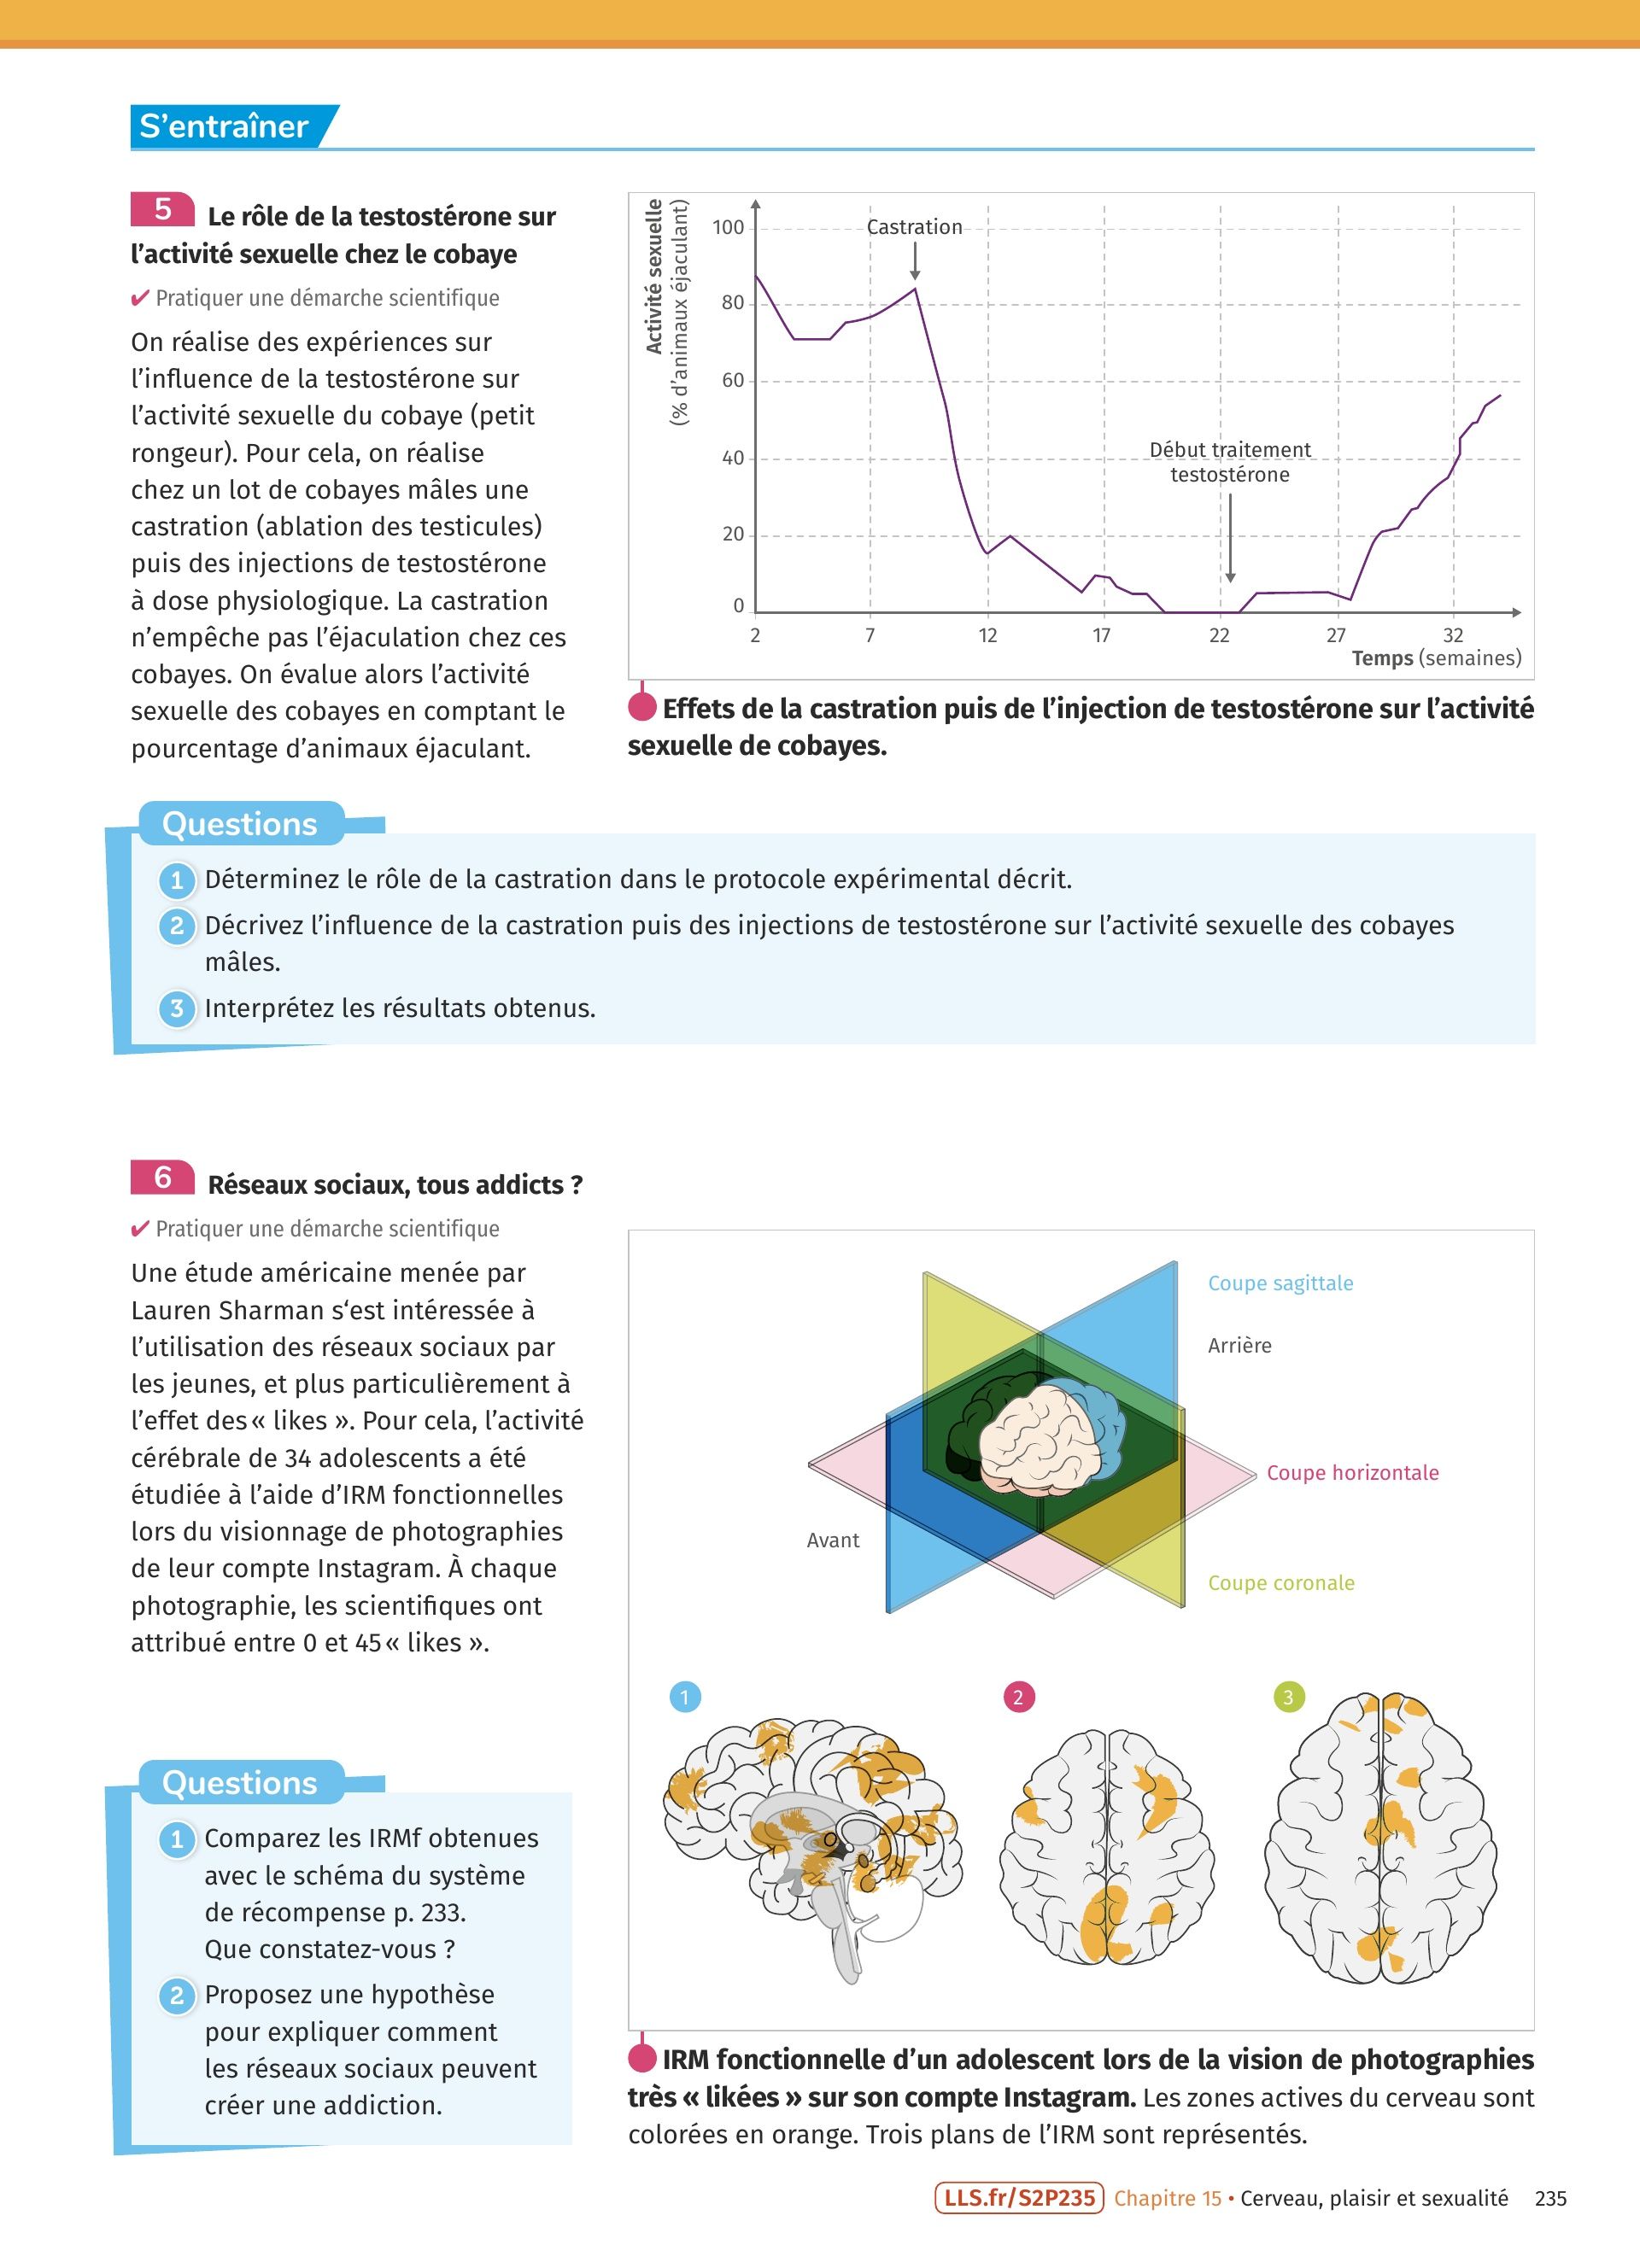 S'entraîner
5 Le rôle de la testostérone sur
l'activité sexuelle chez le cobaye
✔ Pratiquer une démarche scientifique
On réalise des expériences sur
l'influence de la testostérone sur
l'activité sexuelle du cobaye (petit
rongeur). Pour cela, on réalise
chez un lot de cobayes mâles une
castration (ablation des testicules)
puis des injections de testostérone
à dose physiologique. La castration
n'empêche pas l'éjaculation chez ces
cobayes. On évalue alors l'activité
sexuelle des cobayes en comptant le
pourcentage d'animaux éjaculant.
Activité sexuelle
(% d'animaux éjaculant)
100
80
60
40
20
0
Castration
Début traitement
testostérone
2 7 12 17 22 27 32
Temps (semaines)
Effets de la castration puis de l'injection de testostérone sur l'activité
sexuelle de cobayes.
Questions
1 Déterminez le rôle de la castration dans le protocole expérimental décrit.
2 Décrivez l'influence de la castration puis des injections de testostérone sur l'activité sexuelle des cobayes
mâles.
3 Interprétez les résultats obtenus.
6 Réseaux sociaux, tous addicts ?
✔ Pratiquer une démarche scientifique
Une étude américaine menée par
Lauren Sharman s‘est intéressée à
l'utilisation des réseaux sociaux par
les jeunes, et plus particulièrement à
l'effet des « likes ». Pour cela, l'activité
cérébrale de 34 adolescents a été
étudiée à l'aide d'IRM fonctionnelles
lors du visionnage de photographies
de leur compte Instagram. À chaque
photographie, les scientifiques ont
attribué entre 0 et 45 « likes ».
Questions
1 Comparez les IRMf obtenues
avec le schéma du système
de récompense p. 233.
Que constatez-vous ?
2 Proposez une hypothèse
pour expliquer comment
les réseaux sociaux peuvent
créer une addiction.
Coupe sagittale
Arrière
Coupe horizontale
Avant
Coupe coronale
1
2
3
IRM fonctionnelle d'un adolescent lors de la vision de photographies
très « likées » sur son compte Instagram. Les zones actives du cerveau sont
colorées en orange. Trois plans de l'IRM sont représentés.
LLS.fr/S2P235 Chapitre 15 • Cerveau, plaisir et sexualité 235